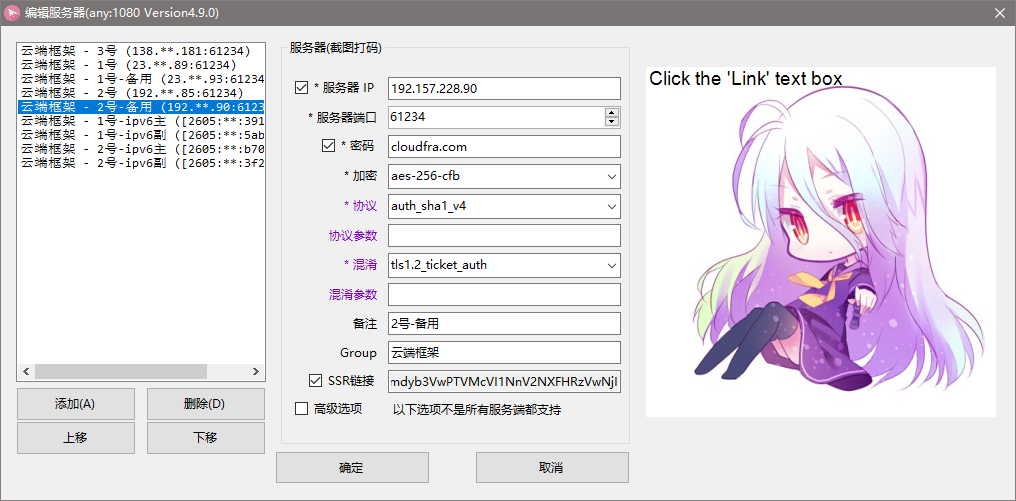 编辑服务器(any:1080 Version4.9.0)
云端框架 - 3号 (138.**.181:61234)
云端框架 - 1号 (23.**.89:61234)
云端框架 - 1号-备用 (23.**.93:61234
云端框架 - 2号 (192.**.85:61234)
云端框架 - 2号-备用 (192.**.90:6123
云端框架 - 1号-ipv6主 ([2605:**:391
云端框架 - 1号-ipv6副 ([2605:**:5ab
云端框架 - 2号-ipv6主 ([2605:**:b70
云端框架 - 2号-ipv6副 ([2605:**:3f2
添加(A)
删除(D)
上移
下移
服务器(截图打码)
* 服务器 IP 192.157.228.90
* 服务器端口 61234
* 密码 cloudfra.com
* 加密 aes-256-cfb
* 协议 auth_sha1_v4
协议参数
* 混淆 tls1.2_ticket_auth
混淆参数
备注 2号-备用
Group 云端框架
SSR链接 mdyb3VwPTVMcVI1NnV2NXFHRzVwNjI
高级选项 以下选项不是所有服务端都支持
确定
取消
Click the 'Link' text box